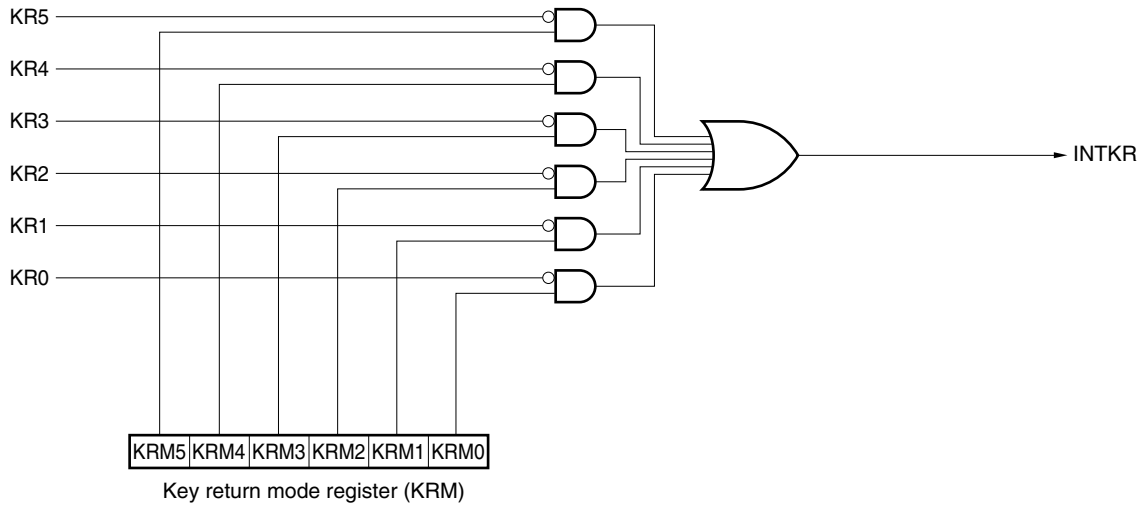 KR5
KR4
KR3
KR2
KR1
KR0
INTKR
KRM5 KRM4 KRM3 KRM2 KRM1 KRM0
Key return mode register (KRM)